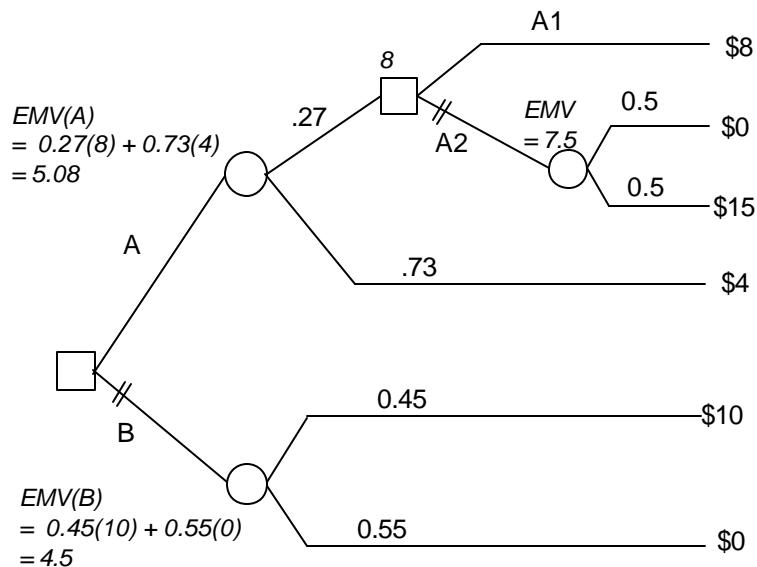 A1
$8
8
EMV(A)
= 0.27(8) + 0.73(4)
= 5.08
.27
EMV
= 7.5
0.5
$0
A2
0.5
$15
A
.73
$4
0.45
$10
B
EMV(B)
= 0.45(10) + 0.55(0)
= 4.5
0.55
$0